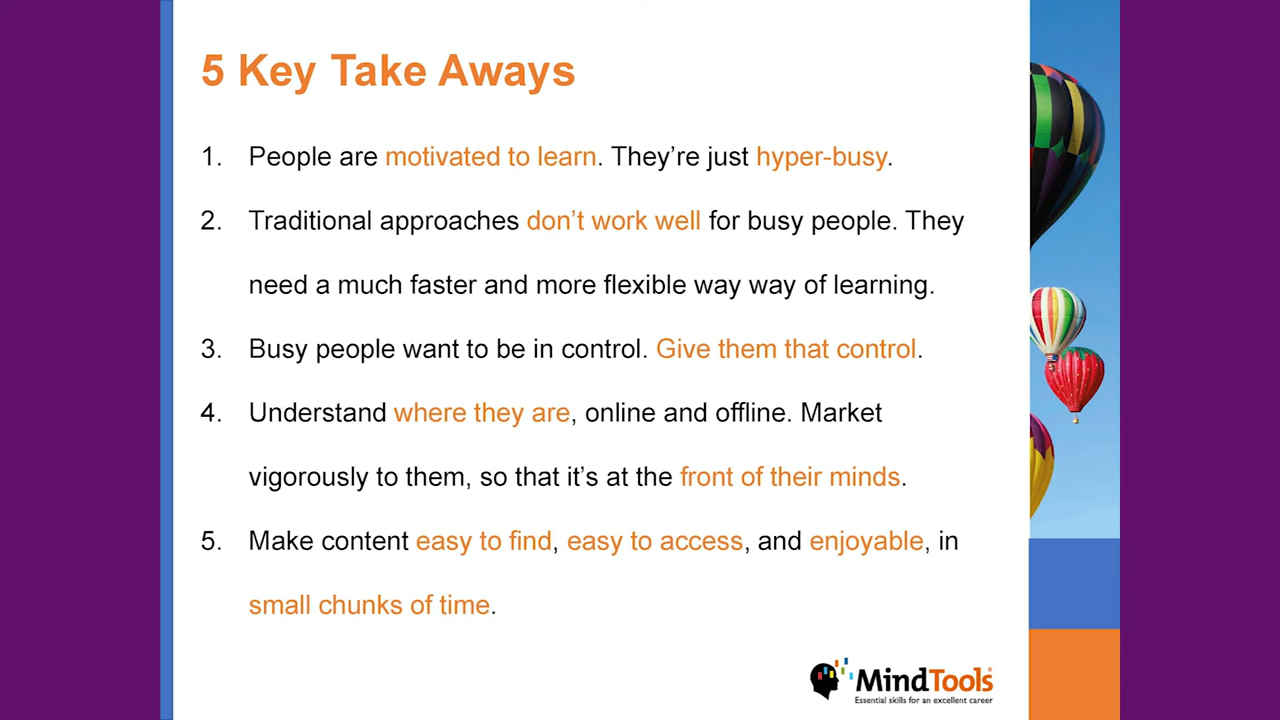 5 Key Take Aways
1. People are motivated to learn. They're just hyper-busy.
2. Traditional approaches don't work well for busy people. They
need a much faster and more flexible way way of learning.
3. Busy people want to be in control. Give them that control.
4. Understand where they are, online and offline. Market
vigorously to them, so that it's at the front of their minds.
5. Make content easy to find, easy to access, and enjoyable, in
small chunks of time.
MindTools
Essential skills for an excellent career